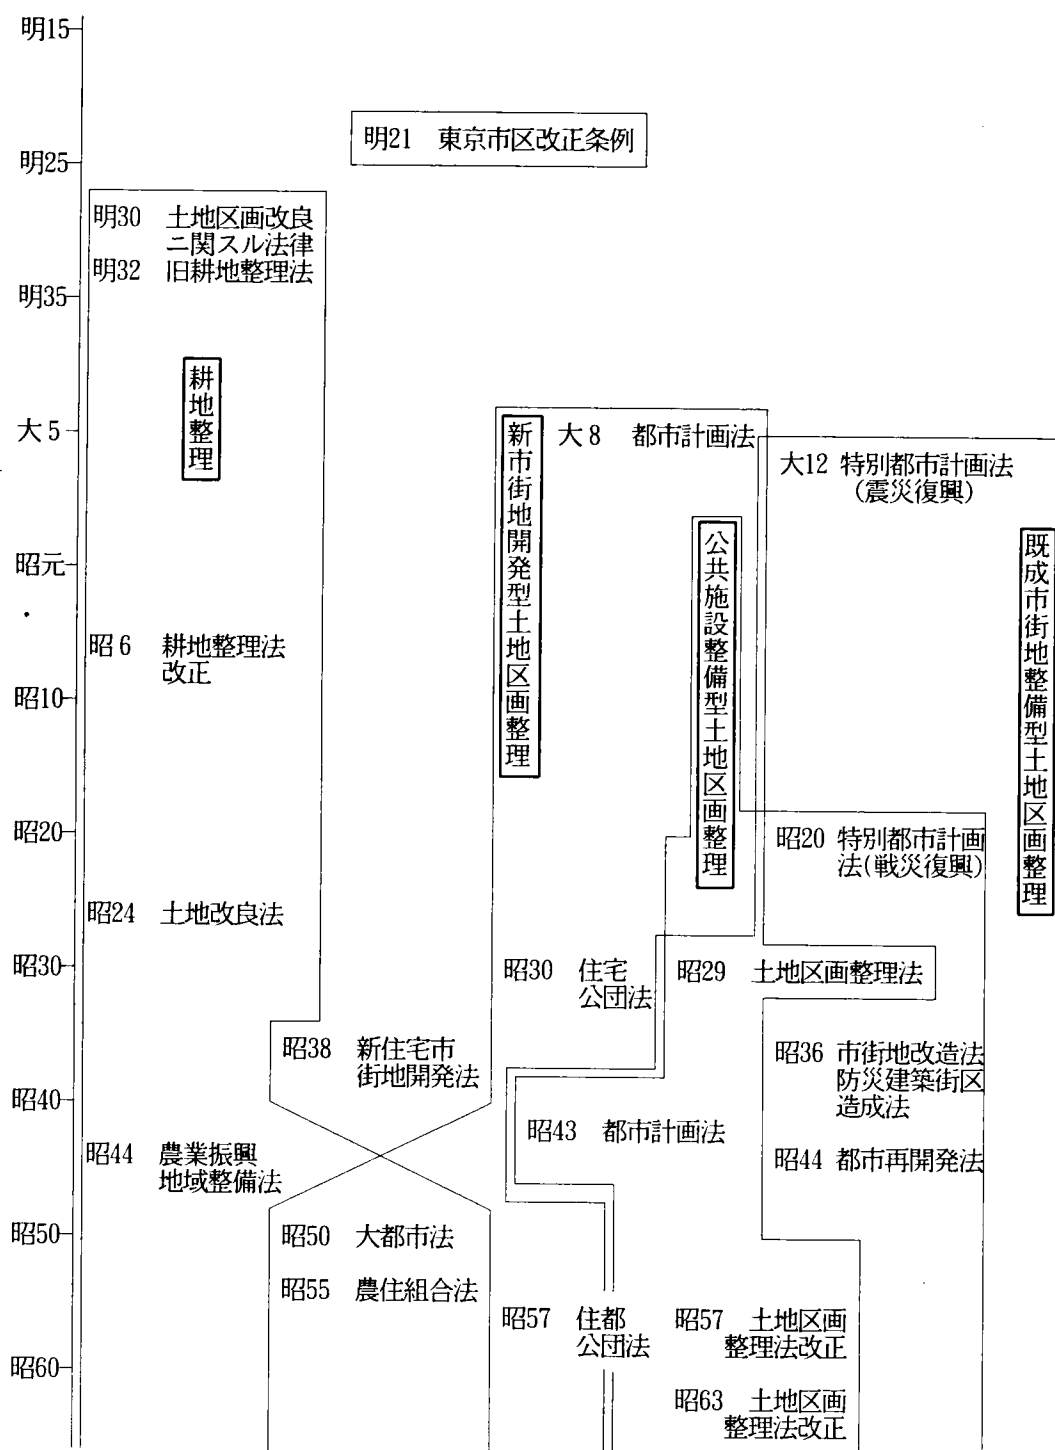 明15
明21 東京市区改正条例
明25
明30 土地区画改良
ニ関スル法律
明32 旧耕地整理法
明35
耕地整理
大5
新市街地開発型土地区画整理
大8 都市計画法
大12 特別都市計画法
(震災復興)
公共施設整備型土地区画整理
既成市街地整備型土地区画整理
昭元
昭6 耕地整理法
改正
昭10
昭20
昭20 特別都市計画
法(戦災復興)
昭24 土地改良法
昭30
昭30 住宅
公団法
昭29 土地区画整理法
昭38 新住宅市
街地開発法
昭36 市街地改造法
防災建築街区
造成法
昭40
昭43 都市計画法
昭44 農業振興
地域整備法
昭44 都市再開発法
昭50
昭50 大都市法
昭55 農住組合法
昭57 住都
公団法
昭57 土地区画
整理法改正
昭60
昭63 土地区画
整理法改正